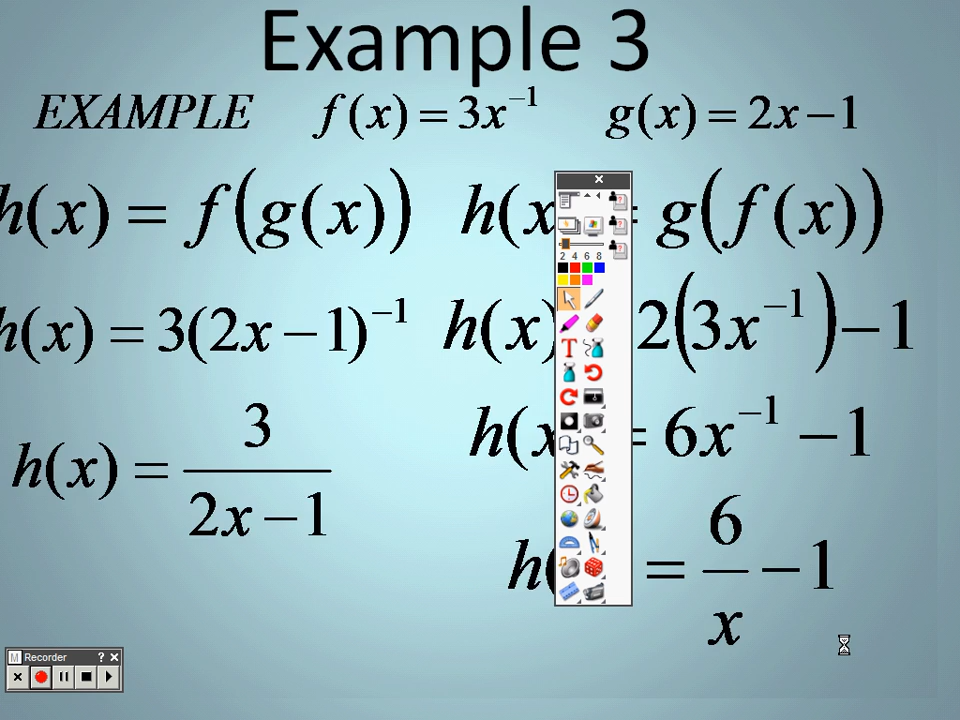 Example 3
EXAMPLE f(x) = 3x⁻¹ g(x) = 2x − 1
h(x) = f(g(x)) h(x = g(f(x))
h(x) = 3(2x − 1)⁻¹ h(x) 2(3x⁻¹) − 1
h(x) = 3/(2x − 1) h(x = 6x⁻¹ − 1
h( = 6/x − 1
2 4 6 8
M Recorder ?